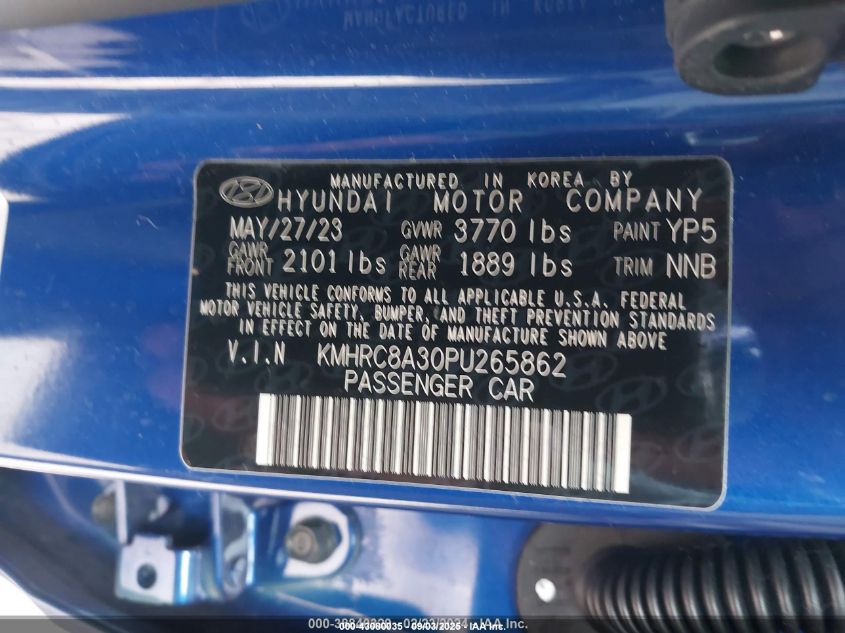 MANUFACTURED IN KOREA BY
HYUNDAI MOTOR COMPANY
MAY/27/23 GVWR 3770 lbs PAINT YP5
GAWR FRONT 2101 lbs GAWR REAR 1889 lbs TRIM NNB
THIS VEHICLE CONFORMS TO ALL APPLICABLE U.S.A. FEDERAL
MOTOR VEHICLE SAFETY, BUMPER, AND THEFT PREVENTION STANDARDS
IN EFFECT ON THE DATE OF MANUFACTURE SHOWN ABOVE
V.I.N KMHRC8A30PU265862
PASSENGER CAR